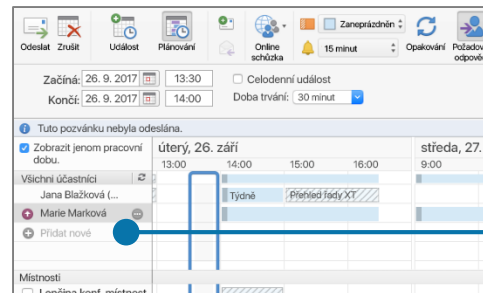 Odeslat Zrušit Událost Plánování Online schůzka Zaneprázdněn 15 minut Opakování
Začíná: 26. 9. 2017 13:30 Celodenní událost
Končí: 26. 9. 2017 14:00 Doba trvání: 30 minut
Tuto pozvánku nebyla odeslána.
Zobrazit jenom pracovní dobu.
úterý, 26. září středa, 27.
13:00 14:00 15:00 16:00 9:00
Všichni účastníci
Jana Blažková (... Týdně Přehled řady XT
Marie Marková
Přidat nové
Místnosti
Lončina konf. místnost